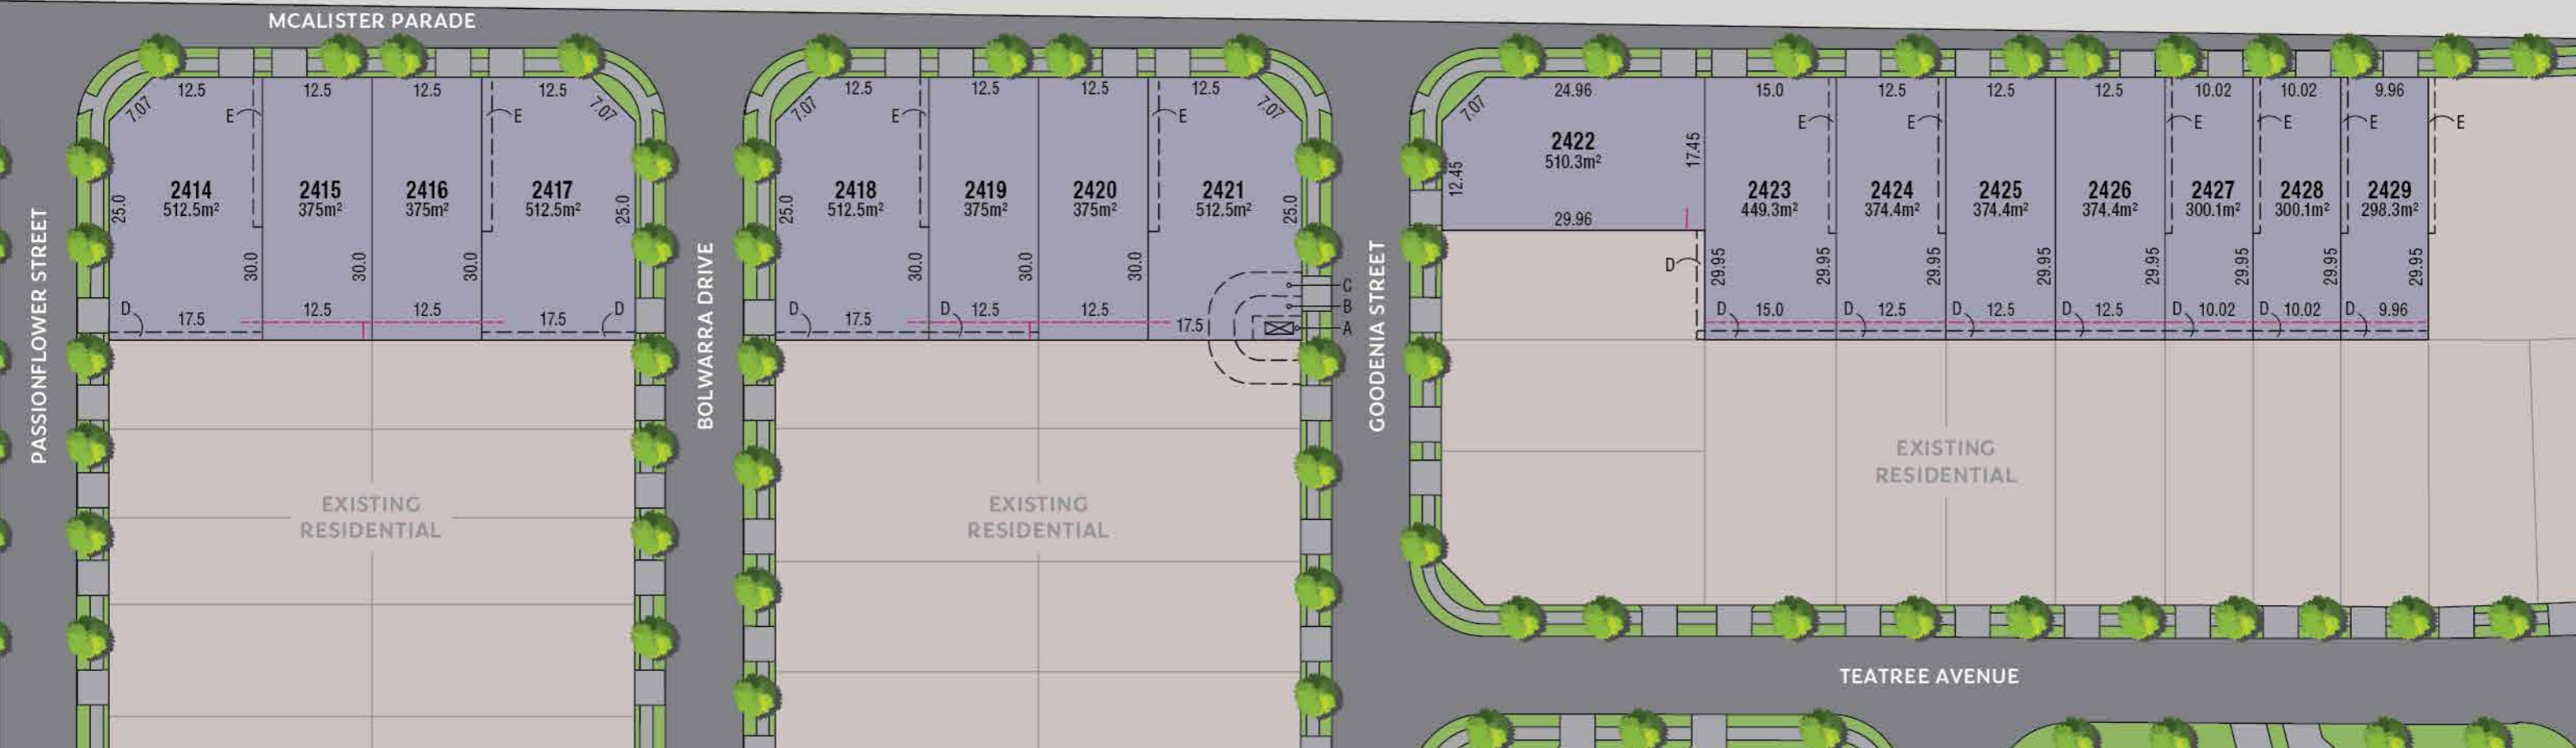 MCALISTER PARADE
PASSIONFLOWER STREET
BOLWARRA DRIVE
GOODENIA STREET
TEATREE AVENUE
7.07
12.5
E
2414
512.5m²
25.0
30.0
D
17.5
12.5
2415
375m²
30.0
12.5
12.5
2416
375m²
30.0
12.5
12.5
7.07
E
2417
512.5m²
25.0
17.5
D
EXISTING
RESIDENTIAL
7.07
12.5
E
2418
512.5m²
25.0
30.0
D
17.5
12.5
2419
375m²
30.0
D
12.5
12.5
2420
375m²
30.0
12.5
12.5
7.07
E
2421
512.5m²
25.0
17.5
C
B
A
EXISTING
RESIDENTIAL
7.07
24.96
2422
510.3m²
12.45
17.45
29.96
D
15.0
E
2423
449.3m²
29.95
29.95
D
15.0
12.5
E
2424
374.4m²
29.95
D
12.5
12.5
2425
374.4m²
29.95
D
12.5
12.5
2426
374.4m²
29.95
D
12.5
10.02
E
2427
300.1m²
29.95
D
10.02
10.02
E
2428
300.1m²
29.95
D
10.02
9.96
E
2429
298.3m²
29.95
D
9.96
E
EXISTING
RESIDENTIAL